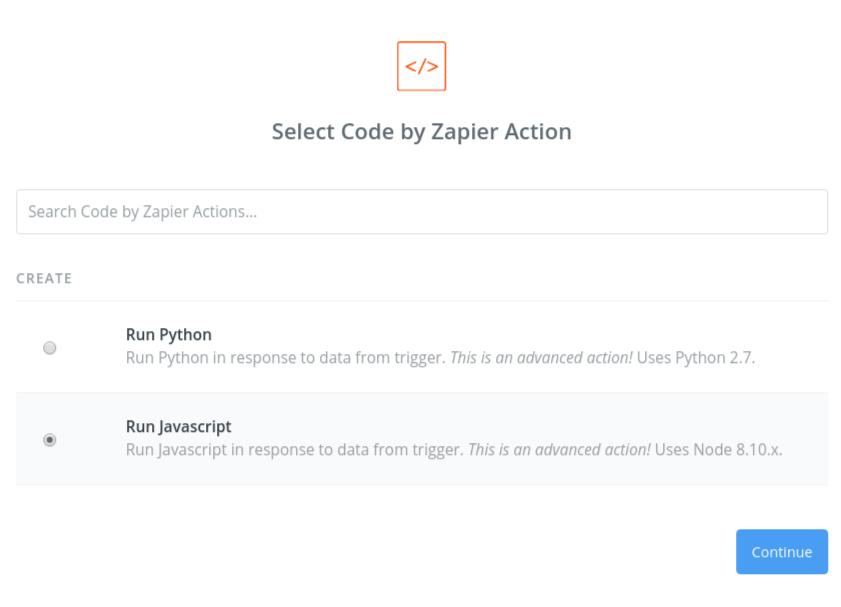 </>
Select Code by Zapier Action
Search Code by Zapier Actions...
CREATE
Run Python
Run Python in response to data from trigger. This is an advanced action! Uses Python 2.7.
Run Javascript
Run Javascript in response to data from trigger. This is an advanced action! Uses Node 8.10.x.
Continue